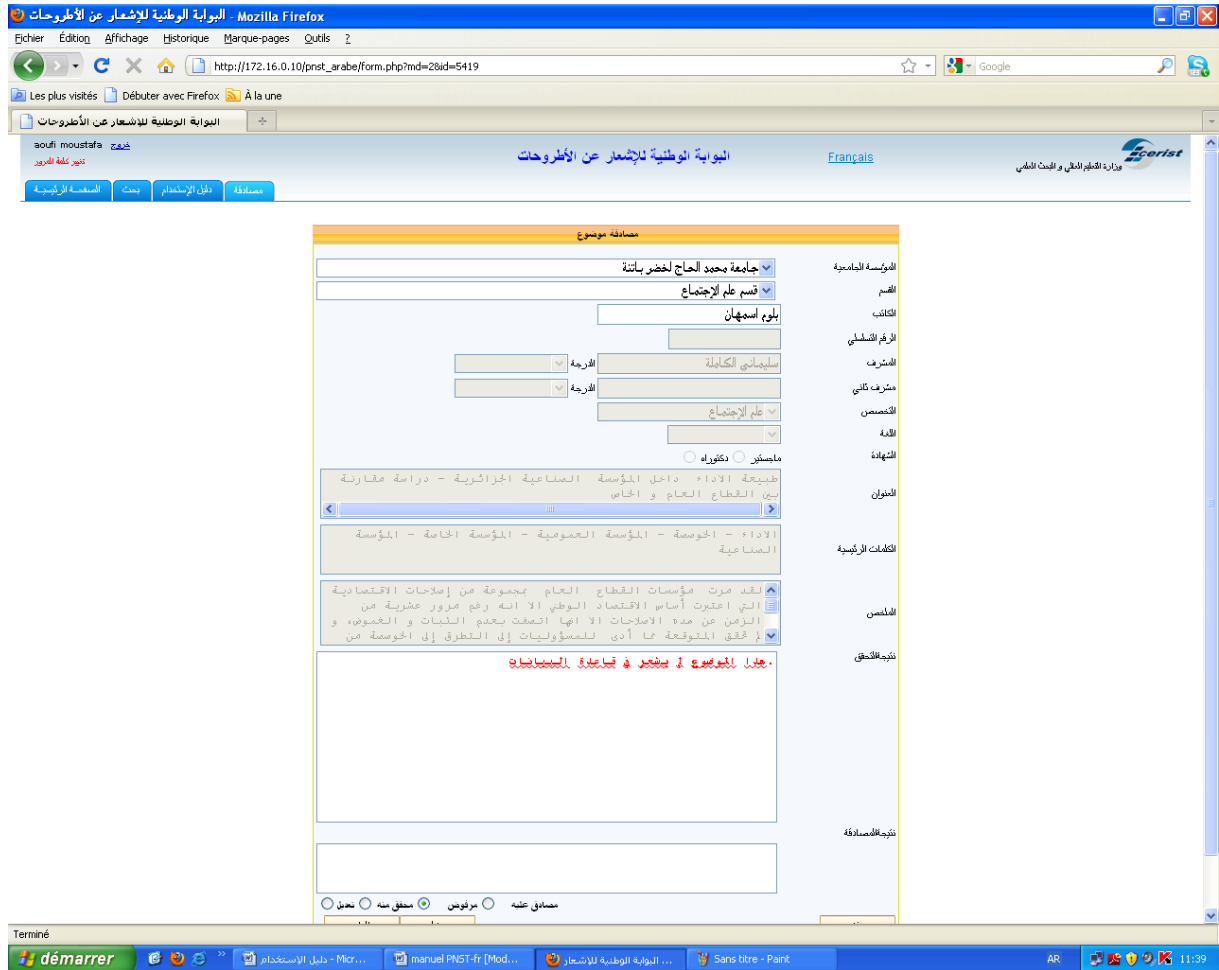 البوابة الوطنية للإشعار عن الأطروحات - Mozilla Firefox
Fichier Édition Affichage Historique Marque-pages Outils ?
http://172.16.0.10/pnst_arabe/form.php?md=2&id=5419
Google
Les plus visités Débuter avec Firefox À la une
البوابة الوطنية للإشعار عن الأطروحات
aoufi moustafa خروج
تغيير كلمة المرور
البوابة الوطنية للإشعار عن الأطروحات
Français
cerist
وزارة التعليم العالي و البحث العلمي
الصفحة الرئيسية بحث دليل الإستخدام مصادقة
مصادقة موضوع
المؤسسة الجامعية جامعة محمد الحاج لخضر باتنة
القسم قسم علم الإجتماع
الكاتب بلوم اسمهان
الرقم التسلسلي
المشرف سليماني الكاملة الدرجة
مشرف ثاني الدرجة
التخصص علم الإجتماع
اللغة
الشهادة ماجستير دكتوراه
العنوان طبيعة الاداء داخل المؤسسة الصناعية الجزائرية - دراسة مقارنة
بين القطاع العام و الخاص
الكلمات الرئيسية الاداء - الخوصصة - المؤسسة العمومية - المؤسسة الخاصة - المؤسسة
الصناعية
الملخص لقد مرت مؤسسات القطاع العام بمجموعة من إصلاحات الاقتصادية
التي اعتبرت أساس الاقتصاد الوطني الا انه رغم مرور عشرية من
الزمن عن هده الاصلاحات الا انها اتصفت بعدم الثبات و الغموض، و
لم تحقق المتوقعة مما أدى للمسؤوليات إلى التطرق إلى الخوصصة من
نتيجةالتحقق هدا الموضوع لم يشعر في قاعدة البيانات.
نتيجةالمصادقة
مصادق عليه مرفوض محقق منه تعديل
Terminé
démarrer
دليل الاستخدام - Micr...
manuel PNST-fr [Mod...
البوابة الوطنية للإشعار ...
Sans titre - Paint
AR
11:39